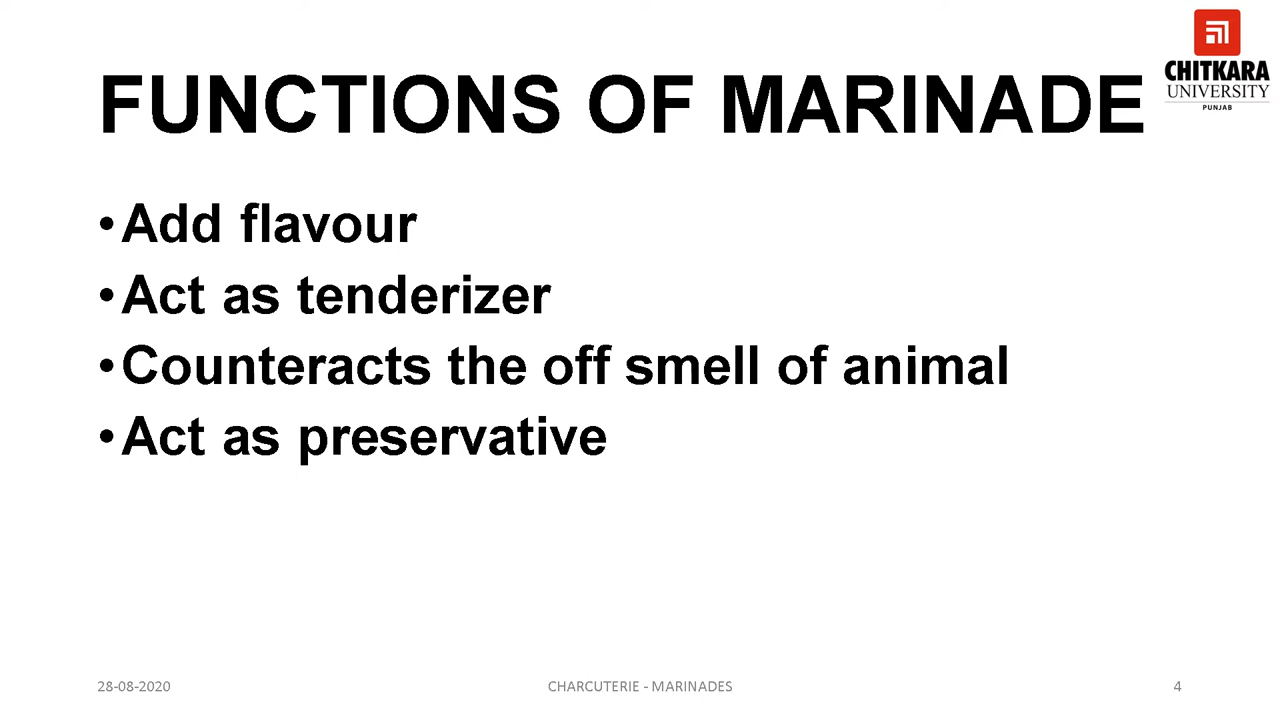 CHITKARA
UNIVERSITY
PUNJAB
FUNCTIONS OF MARINADE
•Add flavour
•Act as tenderizer
•Counteracts the off smell of animal
•Act as preservative
28-08-2020
CHARCUTERIE - MARINADES
4